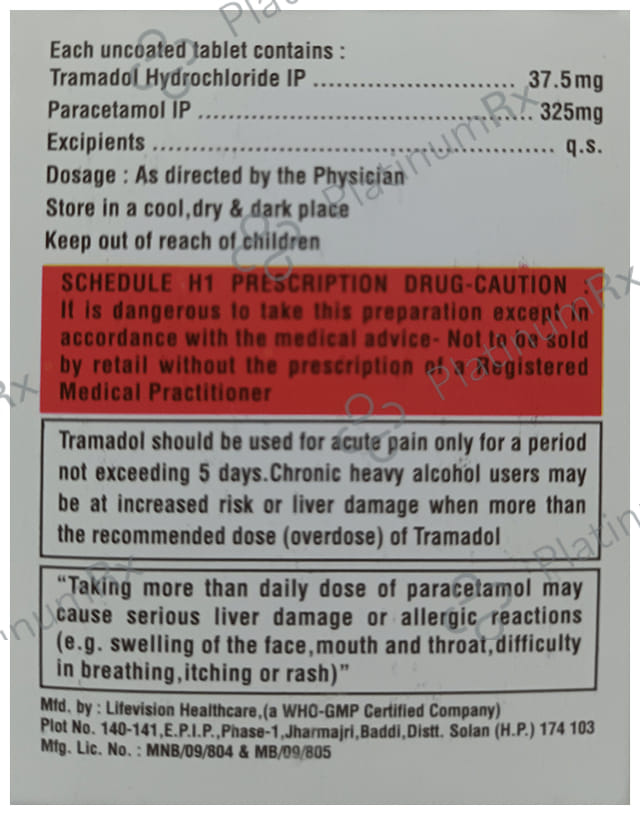 Each uncoated tablet contains :
Tramadol Hydrochloride IP .......................... 37.5mg
Paracetamol IP ........................................... 325mg
Excipients .................................................... q.s.
Dosage : As directed by the Physician
Store in a cool,dry & dark place
Keep out of reach of children
SCHEDULE H1 PRESCRIPTION DRUG-CAUTION :
It is dangerous to take this preparation except in
accordance with the medical advice- Not to be sold
by retail without the prescription of a Registered
Medical Practitioner
Tramadol should be used for acute pain only for a period
not exceeding 5 days.Chronic heavy alcohol users may
be at increased risk or liver damage when more than
the recommended dose (overdose) of Tramadol
“Taking more than daily dose of paracetamol may
cause serious liver damage or allergic reactions
(e.g. swelling of the face,mouth and throat,difficulty
in breathing,itching or rash)”
Mfd. by : Lifevision Healthcare,(a WHO-GMP Certified Company)
Plot No. 140-141,E.P.I.P.,Phase-1,Jharmajri,Baddi,Distt. Solan (H.P.) 174 103
Mfg. Lic. No. : MNB/09/804 & MB/09/805
PlatinumRx
PlatinumRx
PlatinumRx